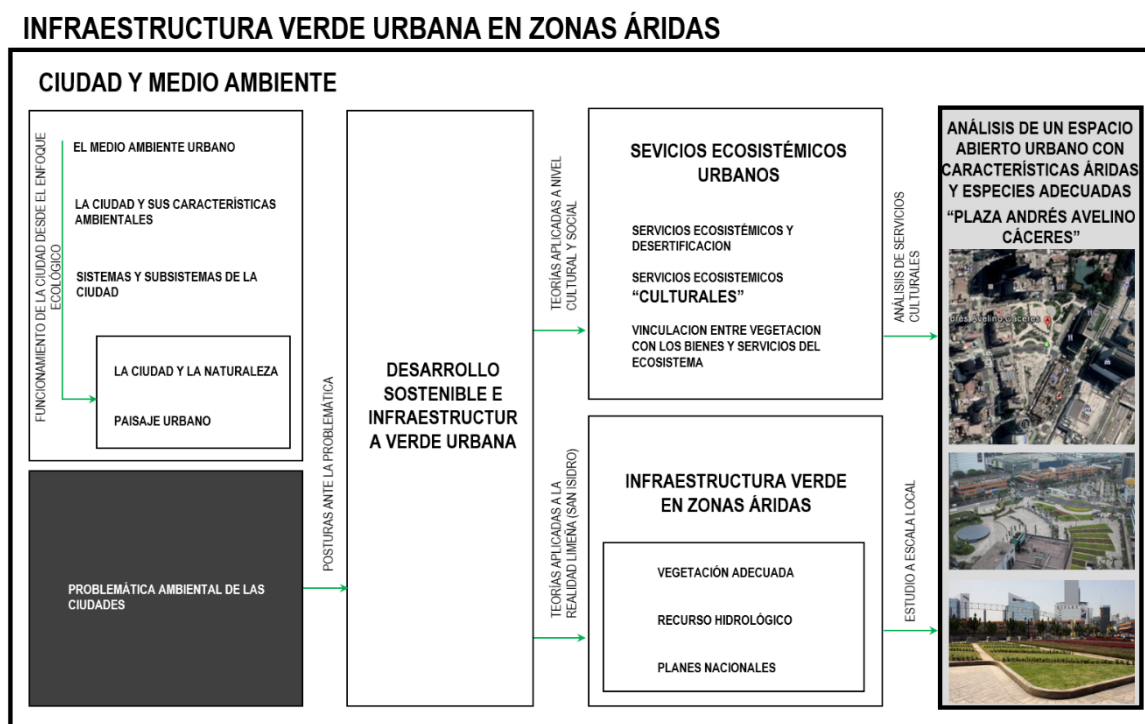 INFRAESTRUCTURA VERDE URBANA EN ZONAS ÁRIDAS
CIUDAD Y MEDIO AMBIENTE
FUNCIONAMIENTO DE LA CIUDAD DESDE EL ENFOQUE
ECOLÓGICO
EL MEDIO AMBIENTE URBANO
LA CIUDAD Y SUS CARACTERÍSTICAS
AMBIENTALES
SISTEMAS Y SUBSISTEMAS DE LA
CIUDAD
LA CIUDAD Y LA NATURALEZA
PAISAJE URBANO
PROBLEMÁTICA AMBIENTAL DE LAS
CIUDADES
POSTURAS ANTE LA PROBLEMÁTICA
DESARROLLO
SOSTENIBLE E
INFRAESTRUCTUR
A VERDE URBANA
TEORÍAS APLICADAS A NIVEL
CULTURAL Y SOCIAL
TEORÍAS APLICADAS A LA
REALIDAD LIMEÑA (SAN ISIDRO)
SEVICIOS ECOSISTÉMICOS
URBANOS
SERVICIOS ECOSISTÉMICOS Y
DESERTIFICACION
SERVICIOS ECOSISTEMICOS
“CULTURALES”
VINCULACION ENTRE VEGETACION
CON LOS BIENES Y SERVICIOS DEL
ECOSISTEMA
INFRAESTRUCTURA VERDE
EN ZONAS ÁRIDAS
VEGETACIÓN ADECUADA
RECURSO HIDROLÓGICO
PLANES NACIONALES
ANÁLISIIS DE SERVICIOS
CULTURALES
ESTUDIO A ESCALA LOCAL
ANÁLISIS DE UN ESPACIO
ABIERTO URBANO CON
CARACTERÍSTICAS ÁRIDAS
Y ESPECIES ADECUADAS
“PLAZA ANDRÉS AVELINO
CÁCERES”
drés Avelino Cáceres